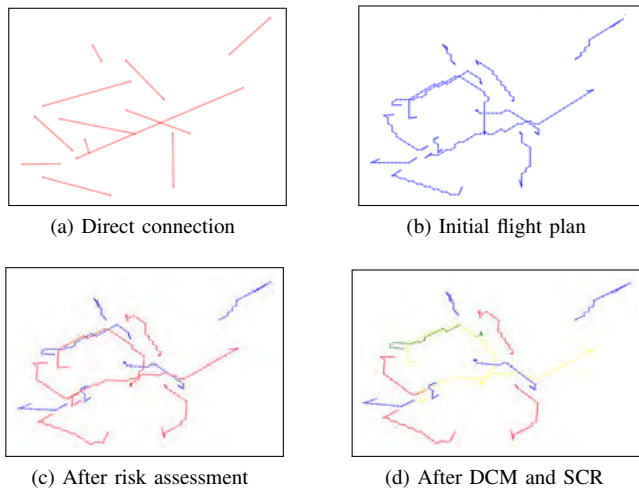 (a) Direct connection
(b) Initial flight plan
(c) After risk assessment
(d) After DCM and SCR